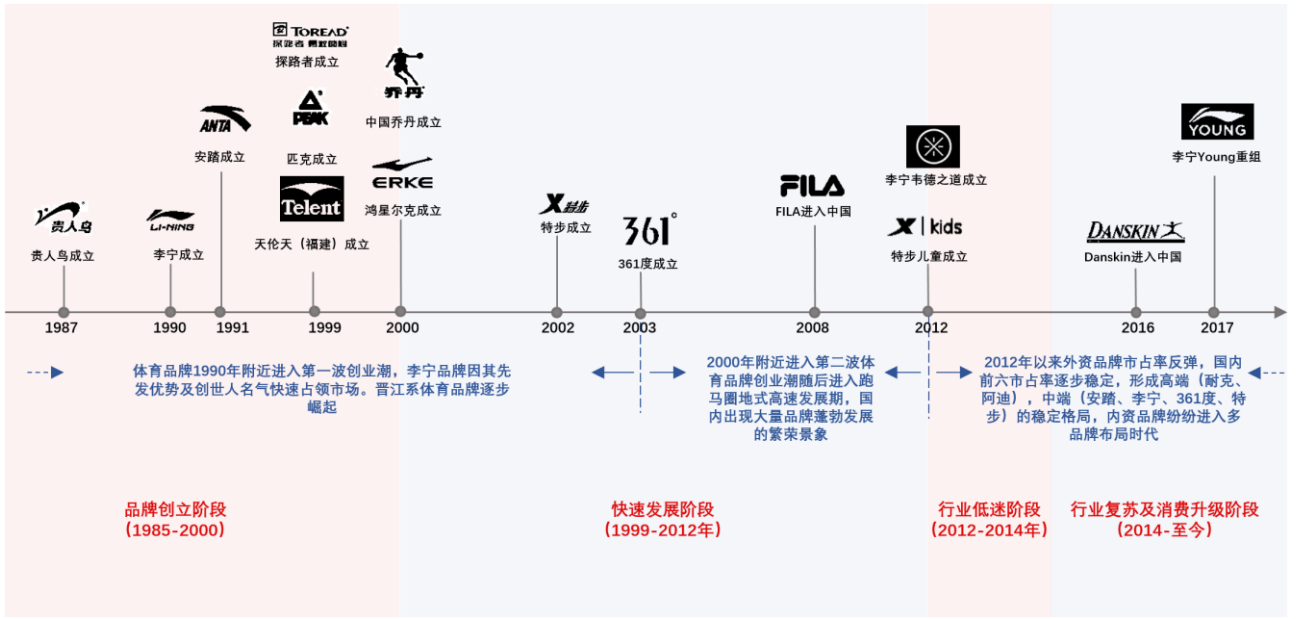 TOREAD
探路者 勇敢的心
探路者成立
乔丹
中国乔丹成立
ANTA
安踏成立
PEAK
匹克成立
ERKE
鸿星尔克成立
Telent
天伦天（福建）成立
贵人鸟
贵人鸟成立
LI-NING
李宁成立
X特步
特步成立
361°
361度成立
FILA
FILA进入中国
李宁韦德之道成立
X|kids
特步儿童成立
YOUNG
李宁Young重组
DANSKIN
Danskin进入中国
1987
1990
1991
1999
2000
2002
2003
2008
2012
2016
2017
体育品牌1990年附近进入第一波创业潮，李宁品牌因其先
发优势及创世人名气快速占领市场。晋江系体育品牌逐步
崛起
2000年附近进入第二波体
育品牌创业潮随后进入跑
马圈地式高速发展期，国
内出现大量品牌蓬勃发展
的繁荣景象
2012年以来外资品牌市占率反弹，国内
前六市占率逐步稳定，形成高端（耐克、
阿迪），中端（安踏、李宁、361度、特
步）的稳定格局，内资品牌纷纷进入多
品牌布局时代
品牌创立阶段
（1985-2000）
快速发展阶段
（1999-2012年）
行业低迷阶段
（2012-2014年）
行业复苏及消费升级阶段
（2014-至今）